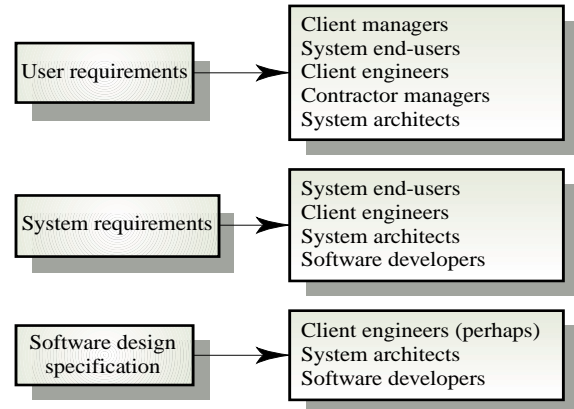 User requirements
Client managers
System end-users
Client engineers
Contractor managers
System architects
System requirements
System end-users
Client engineers
System architects
Software developers
Software design
specification
Client engineers (perhaps)
System architects
Software developers